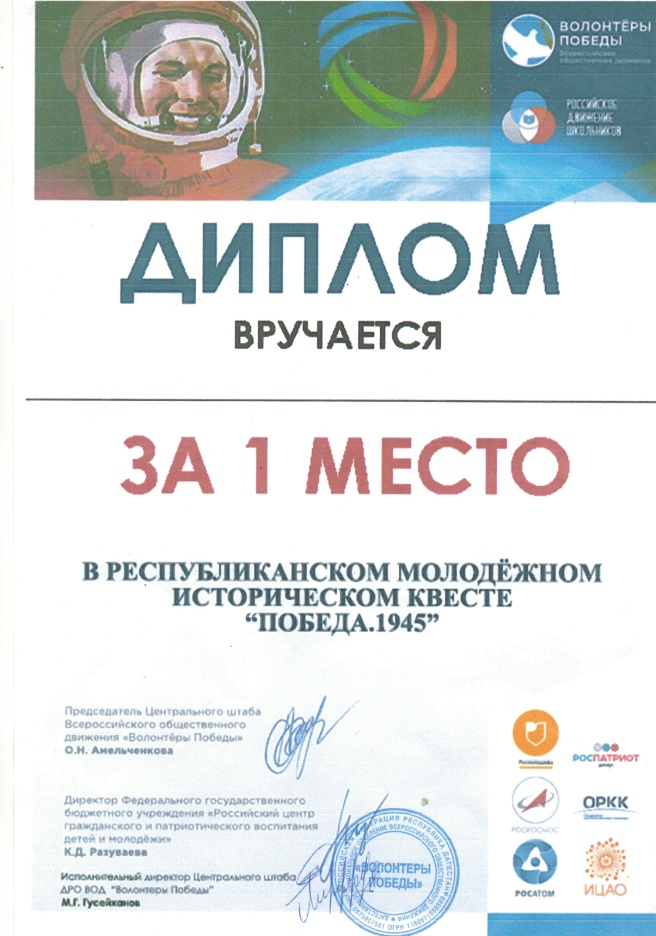 ВОЛОНТЁРЫ
ПОБЕДЫ
Всероссийское
общественное движение
РОССИЙСКОЕ
ДВИЖЕНИЕ
ШКОЛЬНИКОВ
ДИПЛОМ
ВРУЧАЕТСЯ
ЗА 1 МЕСТО
В РЕСПУБЛИКАНСКОМ МОЛОДЁЖНОМ
ИСТОРИЧЕСКОМ КВЕСТЕ
“ПОБЕДА.1945”
Председатель Центрального штаба
Всероссийского общественного
движения «Волонтёры Победы»
О.Н. Амельченкова
Директор Федерального государственного
бюджетного учреждения «Российский центр
гражданского и патриотического воспитания
детей и молодёжи»
К.Д. Разуваева
Исполнительный директор Центрального штаба
ДРО ВОД "Волонтеры Победы"
М.Г. Гусейханов
«ВОЛОНТЕРЫ
ПОБЕДЫ»
Росмолодёжь
РОСПАТРИОТ
центр
РОСКОСМОС
ОРКК
РОСАТОМ
ИЦАО